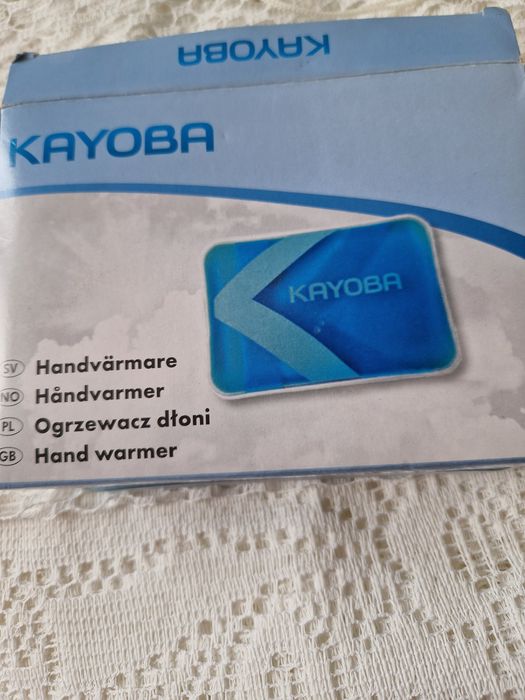 KAYOBA
KAYOBA
KAYOBA
SV Handvärmare
NO Håndvarmer
PL Ogrzewacz dłoni
GB Hand warmer